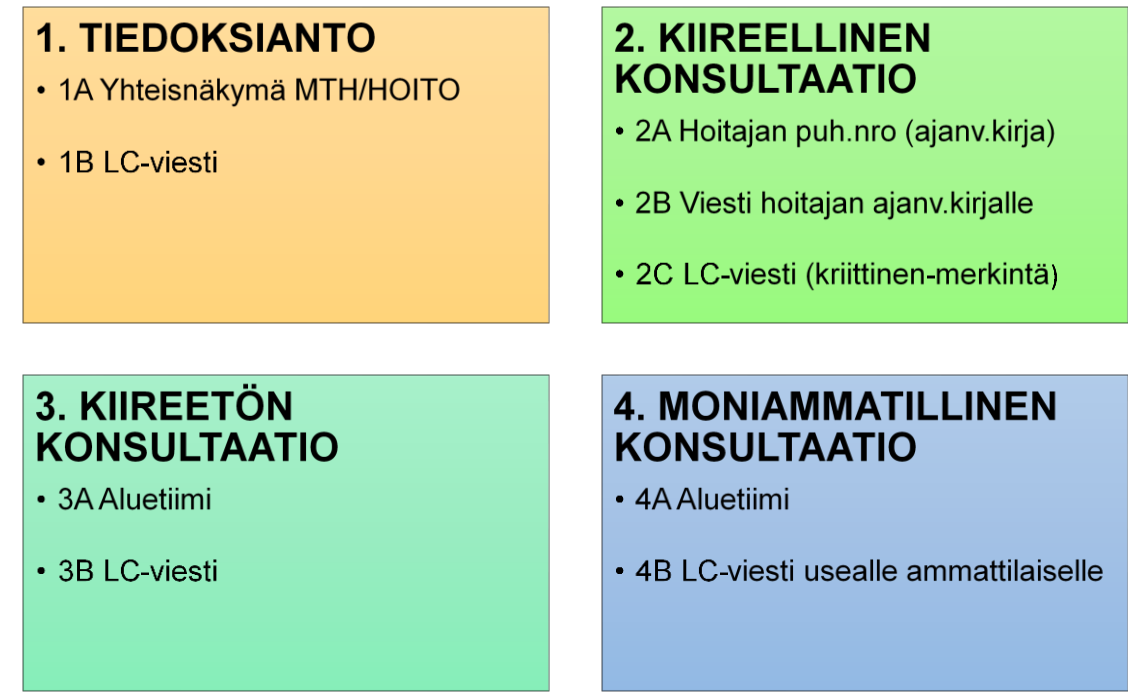 1. TIEDOKSIANTO
• 1A Yhteisnäkymä MTH/HOITO
• 1B LC-viesti
2. KIIREELLINEN
KONSULTAATIO
• 2A Hoitajan puh.nro (ajanv.kirja)
• 2B Viesti hoitajan ajanv.kirjalle
• 2C LC-viesti (kriittinen-merkintä)
3. KIIREETÖN
KONSULTAATIO
• 3A Aluetiimi
• 3B LC-viesti
4. MONIAMMATILLINEN
KONSULTAATIO
• 4A Aluetiimi
• 4B LC-viesti usealle ammattilaiselle